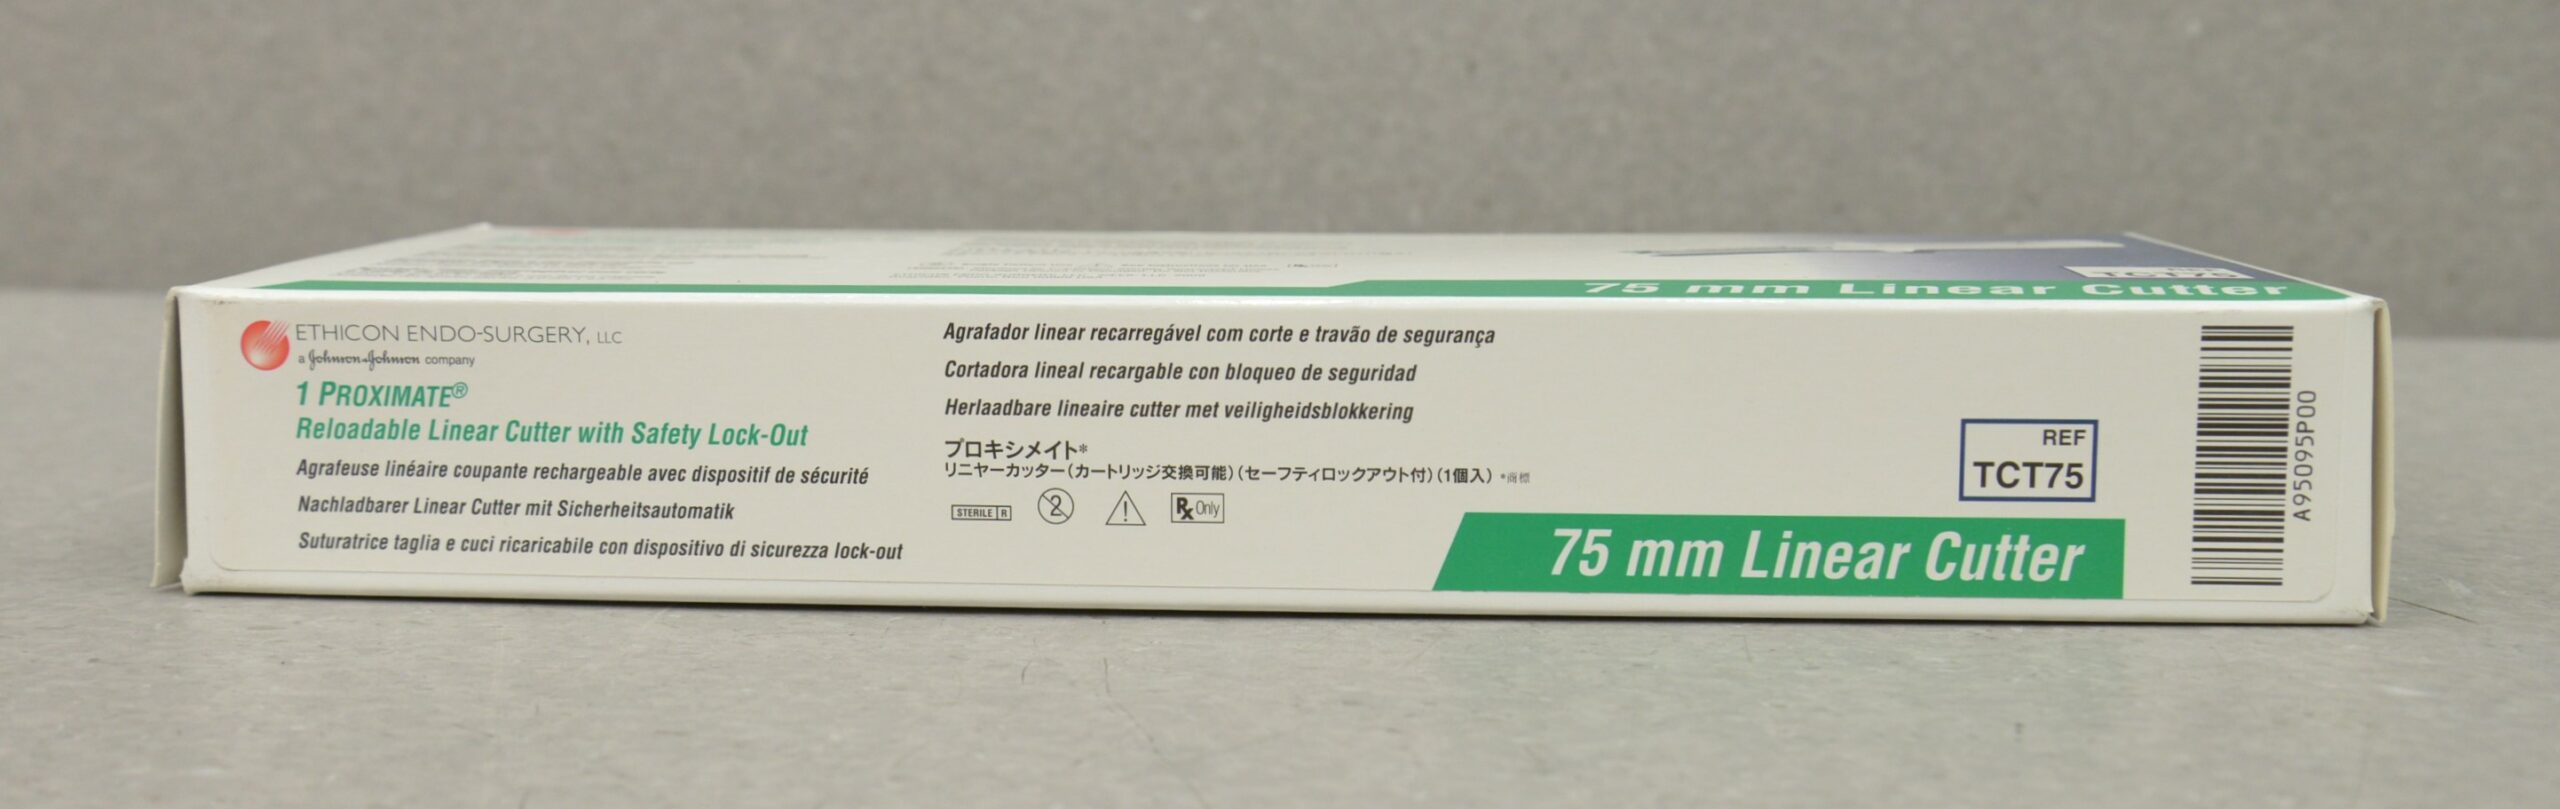 75 mm Linear Cutter
TCT75
ETHICON ENDO-SURGERY, LLC
a Johnson&Johnson company
1 PROXIMATE®
Reloadable Linear Cutter with Safety Lock-Out
Agrafeuse linéaire coupante rechargeable avec dispositif de sécurité
Nachladbarer Linear Cutter mit Sicherheitsautomatik
Suturatrice taglia e cuci ricaricabile con dispositivo di sicurezza lock-out
Agrafador linear recarregável com corte e travão de segurança
Cortadora lineal recargable con bloqueo de seguridad
Herlaadbare lineaire cutter met veiligheidsblokkering
プロキシメイト*
リニヤーカッター(カートリッジ交換可能)(セーフティロックアウト付)(1個入) *商標
STERILE R
2
!
Rx Only
REF
TCT75
75 mm Linear Cutter
A95095P00